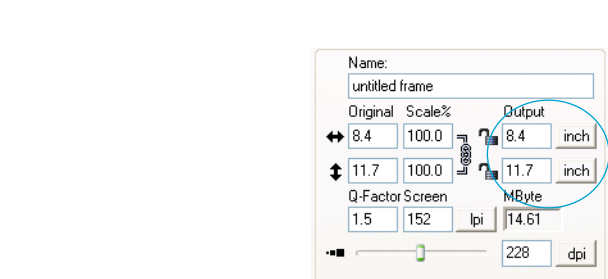 Name:
untitled frame
Original Scale% Output
8.4 100.0 8.4 inch
11.7 100.0 11.7 inch
Q-Factor Screen MByte
1.5 152 lpi 14.61
228 dpi